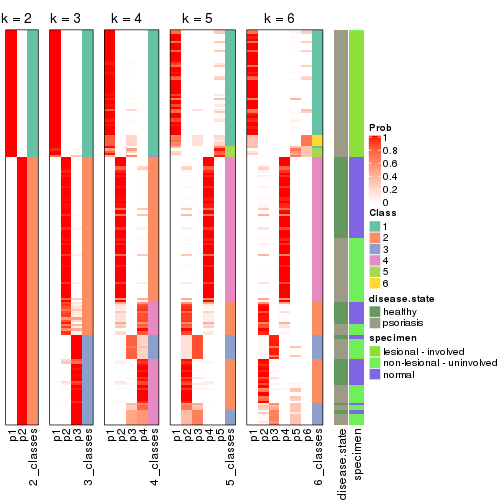 k = 2 k = 3 k = 4 k = 5 k = 6
Prob
1
0.8
0.6
0.4
0.2
0
Class
1
2
3
4
5
6
disease.state
healthy
psoriasis
specimen
lesional - involved
non-lesional - uninvolved
normal
p1 p2 2_classes p1 p2 p3 3_classes p1 p2 p3 p4 4_classes p1 p2 p3 p4 p5 5_classes p1 p2 p3 p4 p5 p6 6_classes disease.state specimen